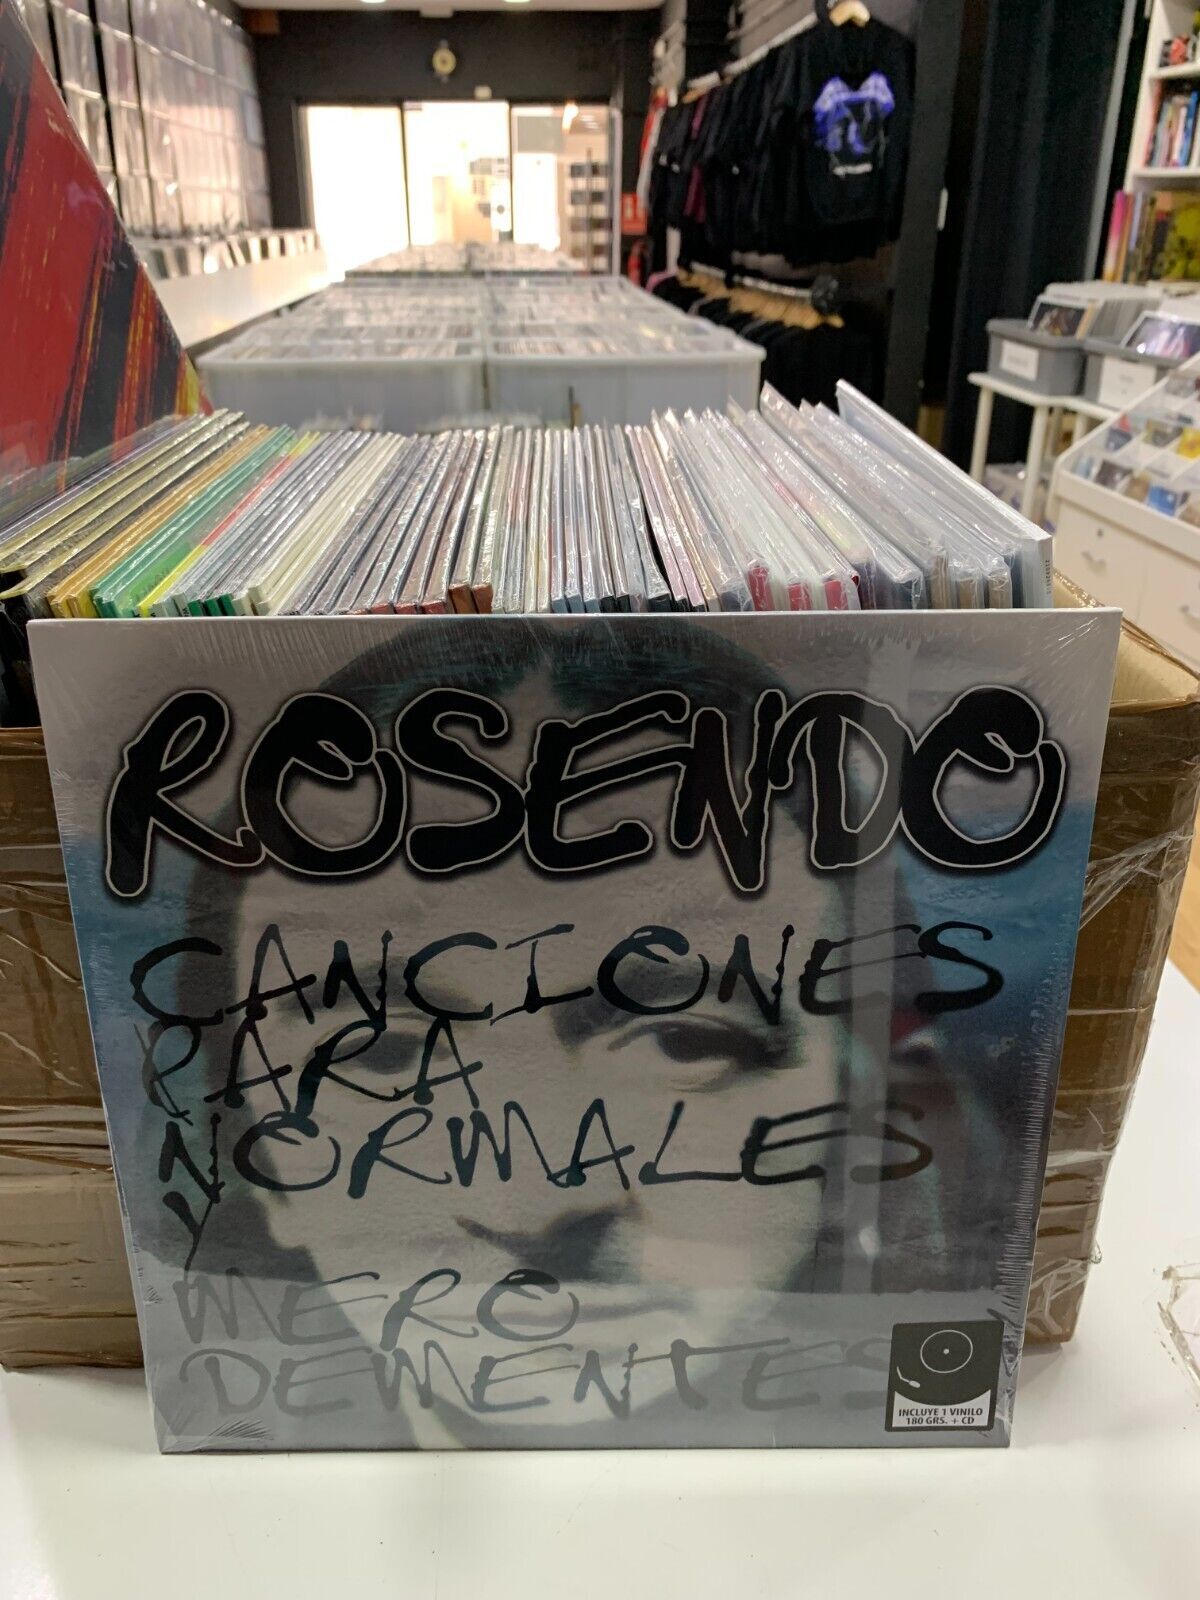 ROSENDO
CANCIONES
PARA
NORMALES
Y
MERO
DEMENTES
INCLUYE 1 VINILO
180 GRS. + CD